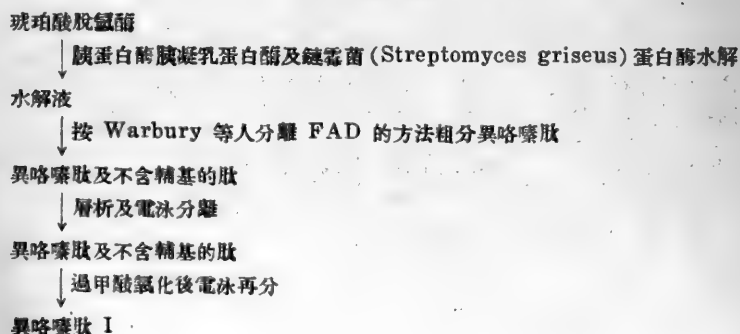 琥珀酸脫氫酶
胰蛋白酶胰凝乳蛋白酶及鏈霉菌(Streptomyces griseus)蛋白酶水解
水解液
按 Warbury 等人分離 FAD 的方法粗分異咯嗪肽
異咯嗪肽及不含輔基的肽
層析及電泳分離
異咯嗪肽及不含輔基的肽
過甲酸氧化後電泳再分
異咯嗪肽 I